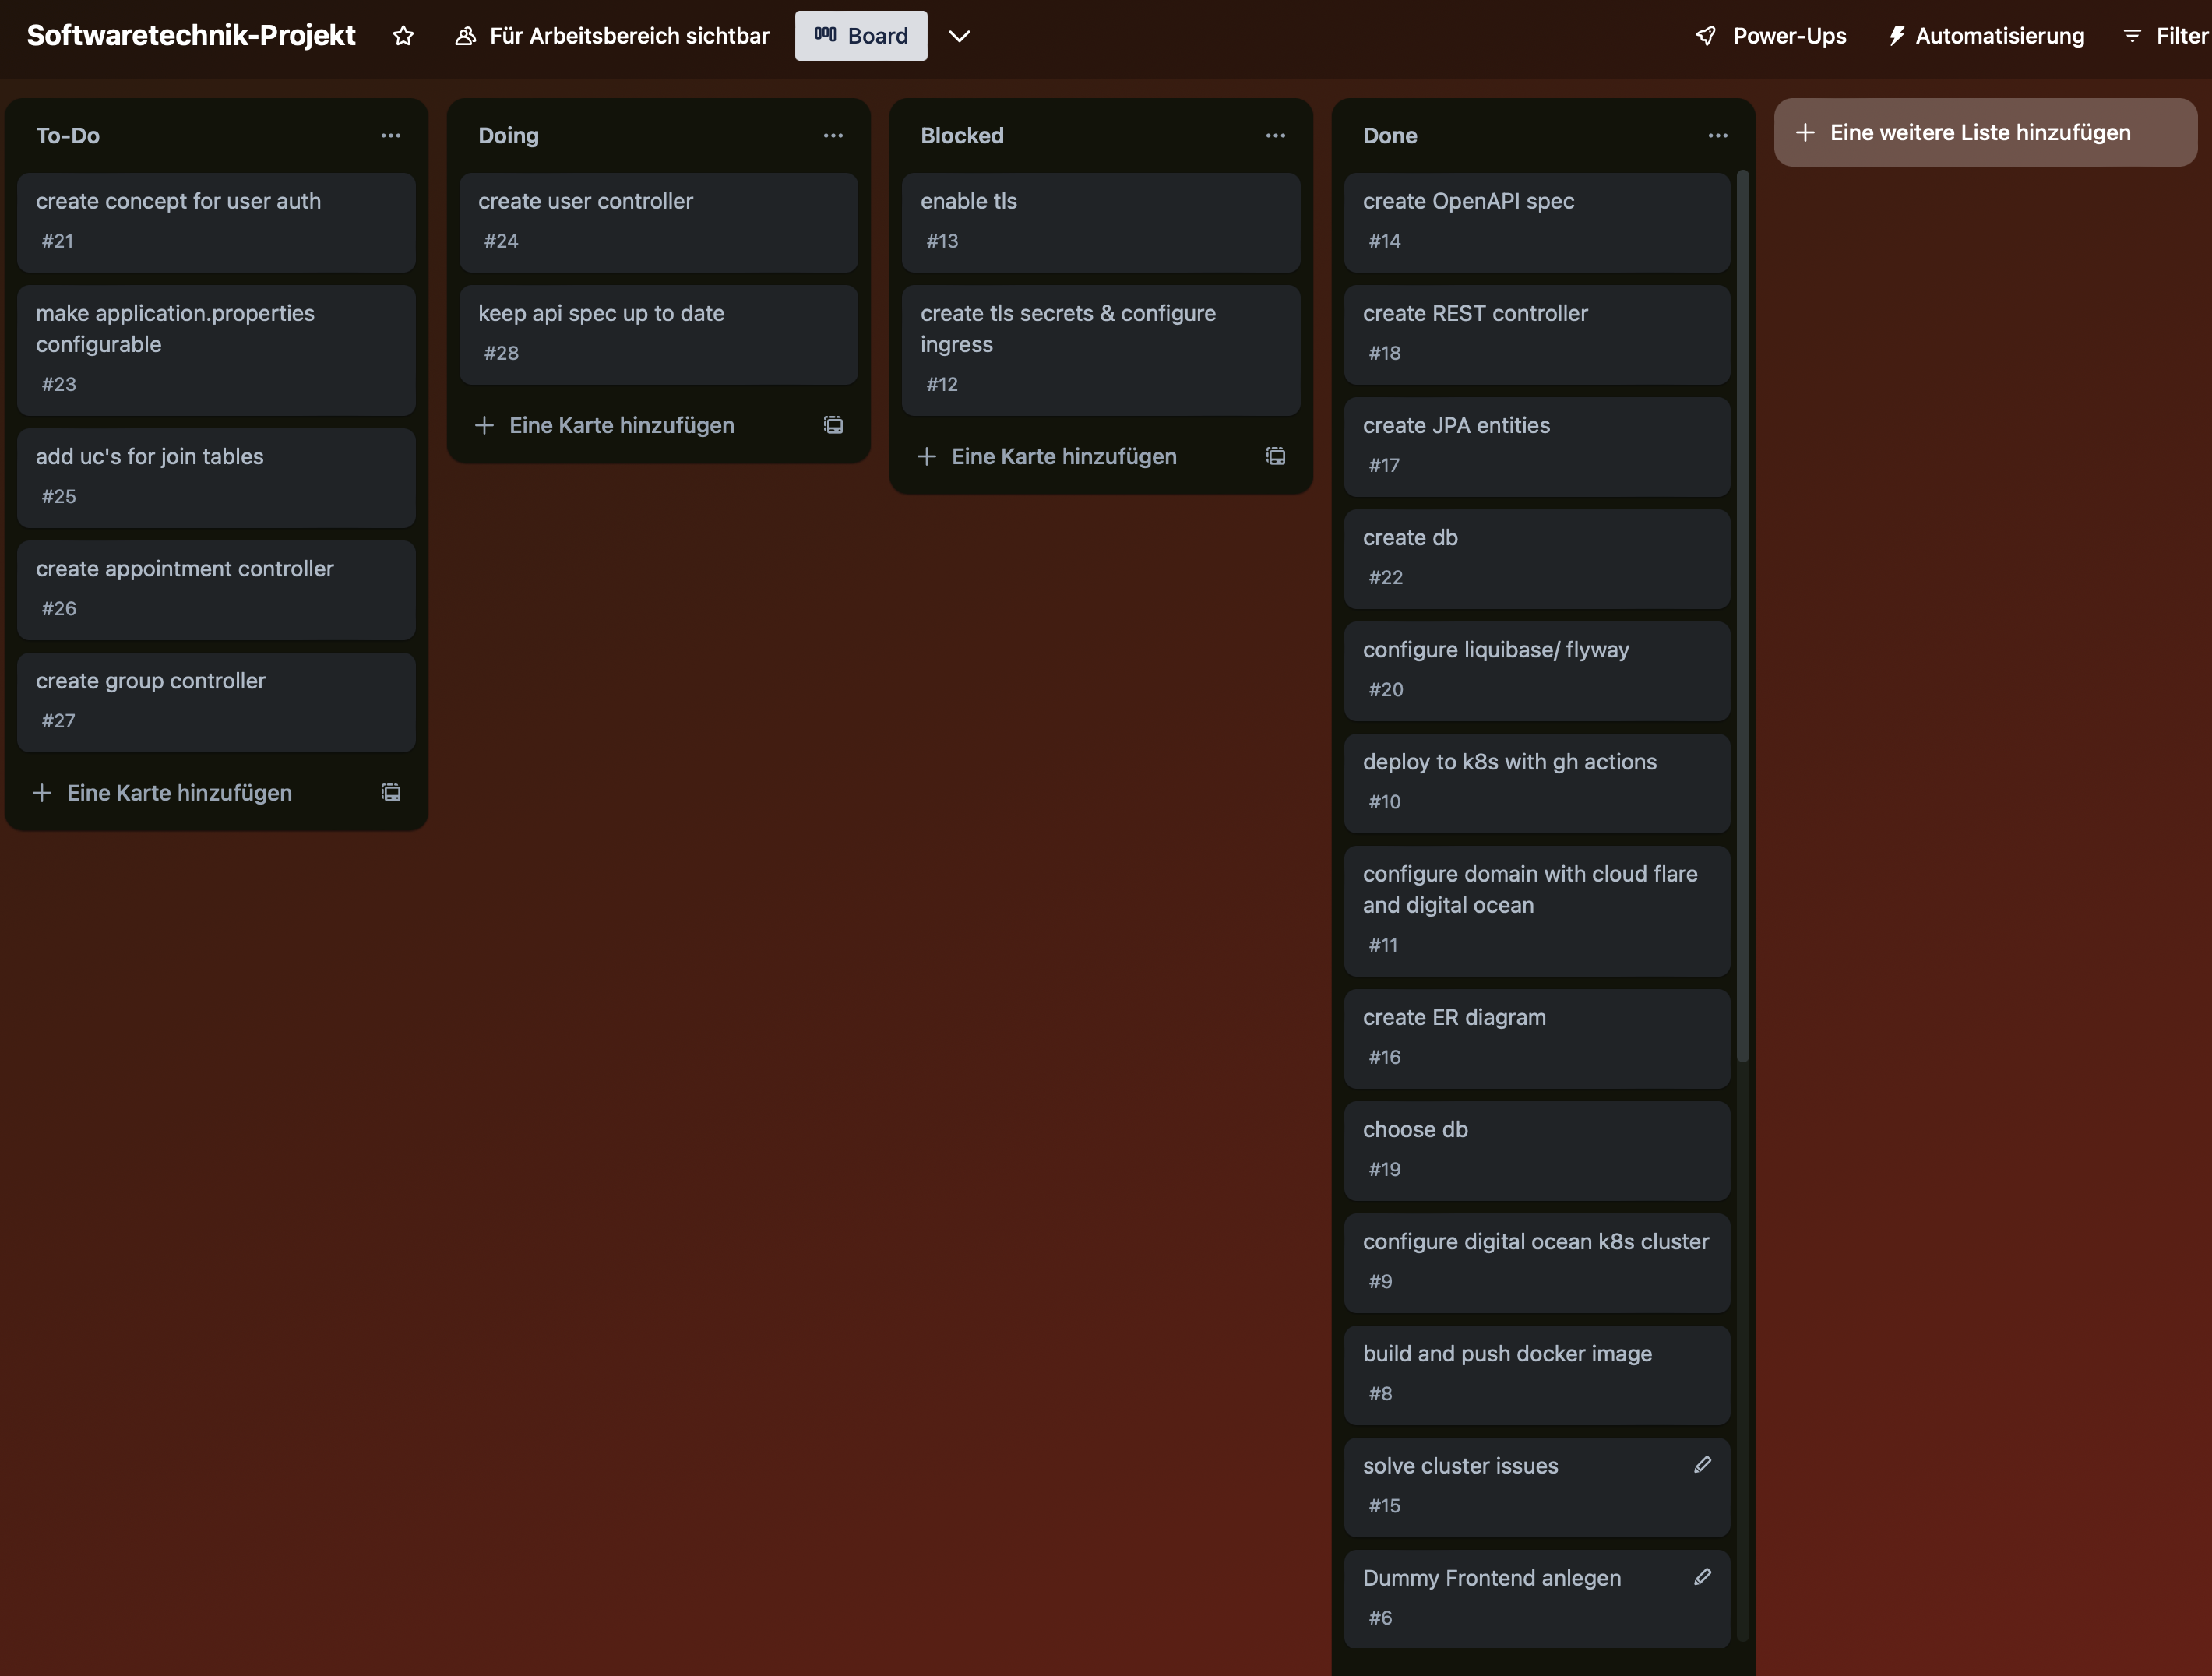 Softwaretechnik-Projekt
Für Arbeitsbereich sichtbar
Board
Power-Ups
Automatisierung
Filter
To-Do
create concept for user auth
#21
make application.properties
configurable
#23
add uc's for join tables
#25
create appointment controller
#26
create group controller
#27
Eine Karte hinzufügen
Doing
create user controller
#24
keep api spec up to date
#28
Eine Karte hinzufügen
Blocked
enable tls
#13
create tls secrets & configure
ingress
#12
Eine Karte hinzufügen
Done
create OpenAPI spec
#14
create REST controller
#18
create JPA entities
#17
create db
#22
configure liquibase/ flyway
#20
deploy to k8s with gh actions
#10
configure domain with cloud flare
and digital ocean
#11
create ER diagram
#16
choose db
#19
configure digital ocean k8s cluster
#9
build and push docker image
#8
solve cluster issues
#15
Dummy Frontend anlegen
#6
Eine weitere Liste hinzufügen